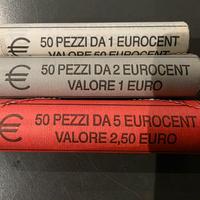 € 50 PEZZI DA 1 EUROCENT
VALORE 50 EUROCENT
€ 50 PEZZI DA 2 EUROCENT
VALORE 1 EURO
€ 50 PEZZI DA 5 EUROCENT
VALORE 2,50 EURO